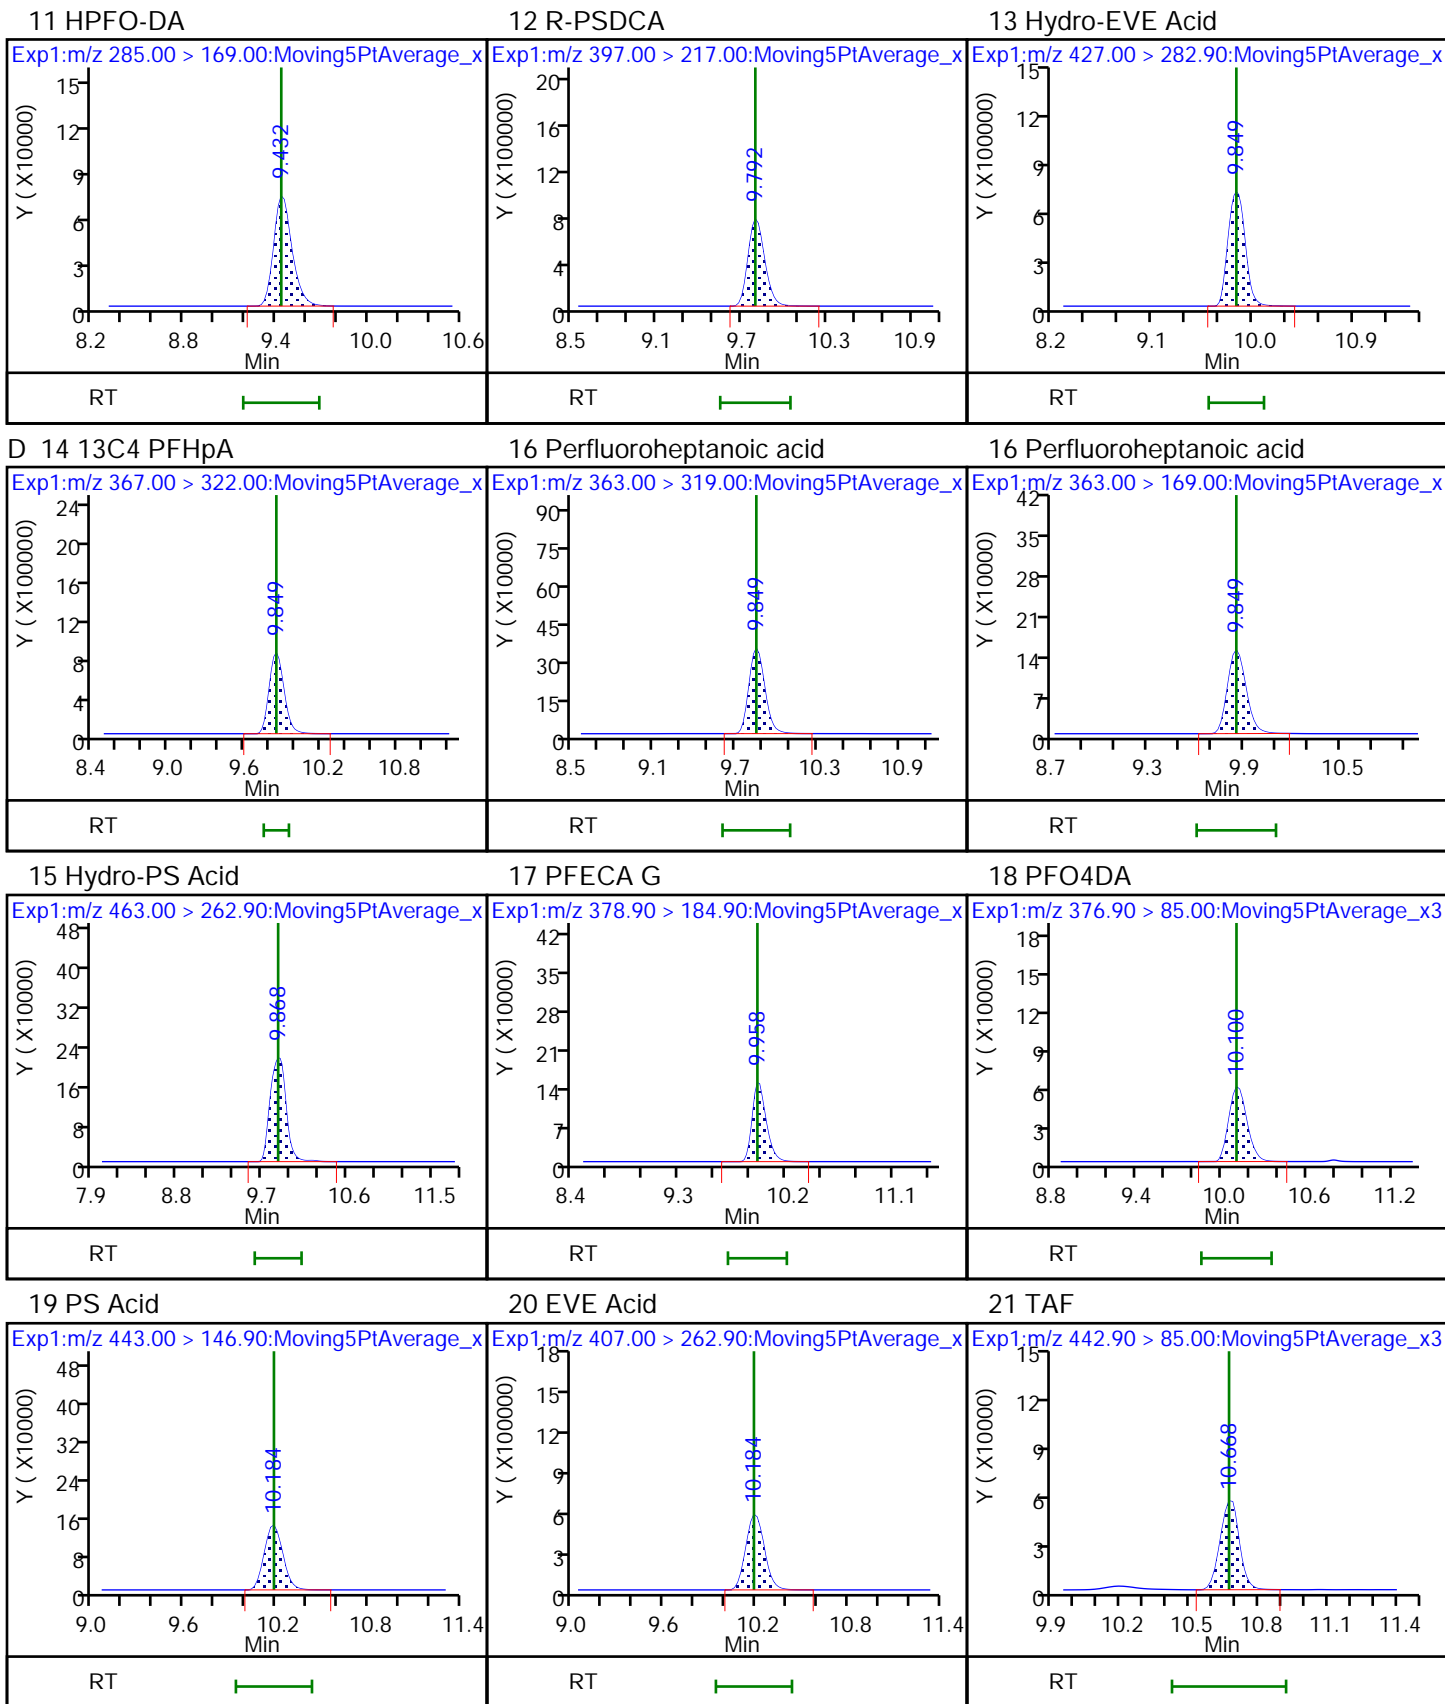 11 HPFO-DA
Exp1:m/z 285.00 > 169.00:Moving5PtAverage_x
Y ( X100000)
15
12
9
6
3
0
9.432
8.2 8.8 9.4 10.0 10.6
Min
RT
12 R-PSDCA
Exp1:m/z 397.00 > 217.00:Moving5PtAverage_x
Y ( X100000)
20
16
12
8
4
0
9.792
8.5 9.1 9.7 10.3 10.9
Min
RT
13 Hydro-EVE Acid
Exp1:m/z 427.00 > 282.90:Moving5PtAverage_x
Y ( X100000)
15
12
9
6
3
0
9.849
8.2 9.1 10.0 10.9
Min
RT
D 14 13C4 PFHpA
Exp1:m/z 367.00 > 322.00:Moving5PtAverage_x
Y ( X100000)
24
20
16
12
8
4
0
9.849
8.4 9.0 9.6 10.2 10.8
Min
RT
16 Perfluoroheptanoic acid
Exp1:m/z 363.00 > 319.00:Moving5PtAverage_x
Y ( X10000)
90
75
60
45
30
15
0
9.849
8.5 9.1 9.7 10.3 10.9
Min
RT
16 Perfluoroheptanoic acid
Exp1:m/z 363.00 > 169.00:Moving5PtAverage_x
Y ( X10000)
42
35
28
21
14
7
0
9.849
8.7 9.3 9.9 10.5
Min
RT
15 Hydro-PS Acid
Exp1:m/z 463.00 > 262.90:Moving5PtAverage_x
Y ( X10000)
48
40
32
24
16
8
0
9.868
7.9 8.8 9.7 10.6 11.5
Min
RT
17 PFECA G
Exp1:m/z 378.90 > 184.90:Moving5PtAverage_x
Y ( X10000)
42
35
28
21
14
7
0
9.958
8.4 9.3 10.2 11.1
Min
RT
18 PFO4DA
Exp1:m/z 376.90 > 85.00:Moving5PtAverage_x3
Y ( X10000)
18
15
12
9
6
3
0
10.100
8.8 9.4 10.0 10.6 11.2
Min
RT
19 PS Acid
Exp1:m/z 443.00 > 146.90:Moving5PtAverage_x
Y ( X10000)
48
40
32
24
16
8
0
10.184
9.0 9.6 10.2 10.8 11.4
Min
RT
20 EVE Acid
Exp1:m/z 407.00 > 262.90:Moving5PtAverage_x
Y ( X100000)
18
15
12
9
6
3
0
10.184
9.0 9.6 10.2 10.8 11.4
Min
RT
21 TAF
Exp1:m/z 442.90 > 85.00:Moving5PtAverage_x3
Y ( X10000)
15
12
9
6
3
0
10.668
9.9 10.2 10.5 10.8 11.1 11.4
Min
RT